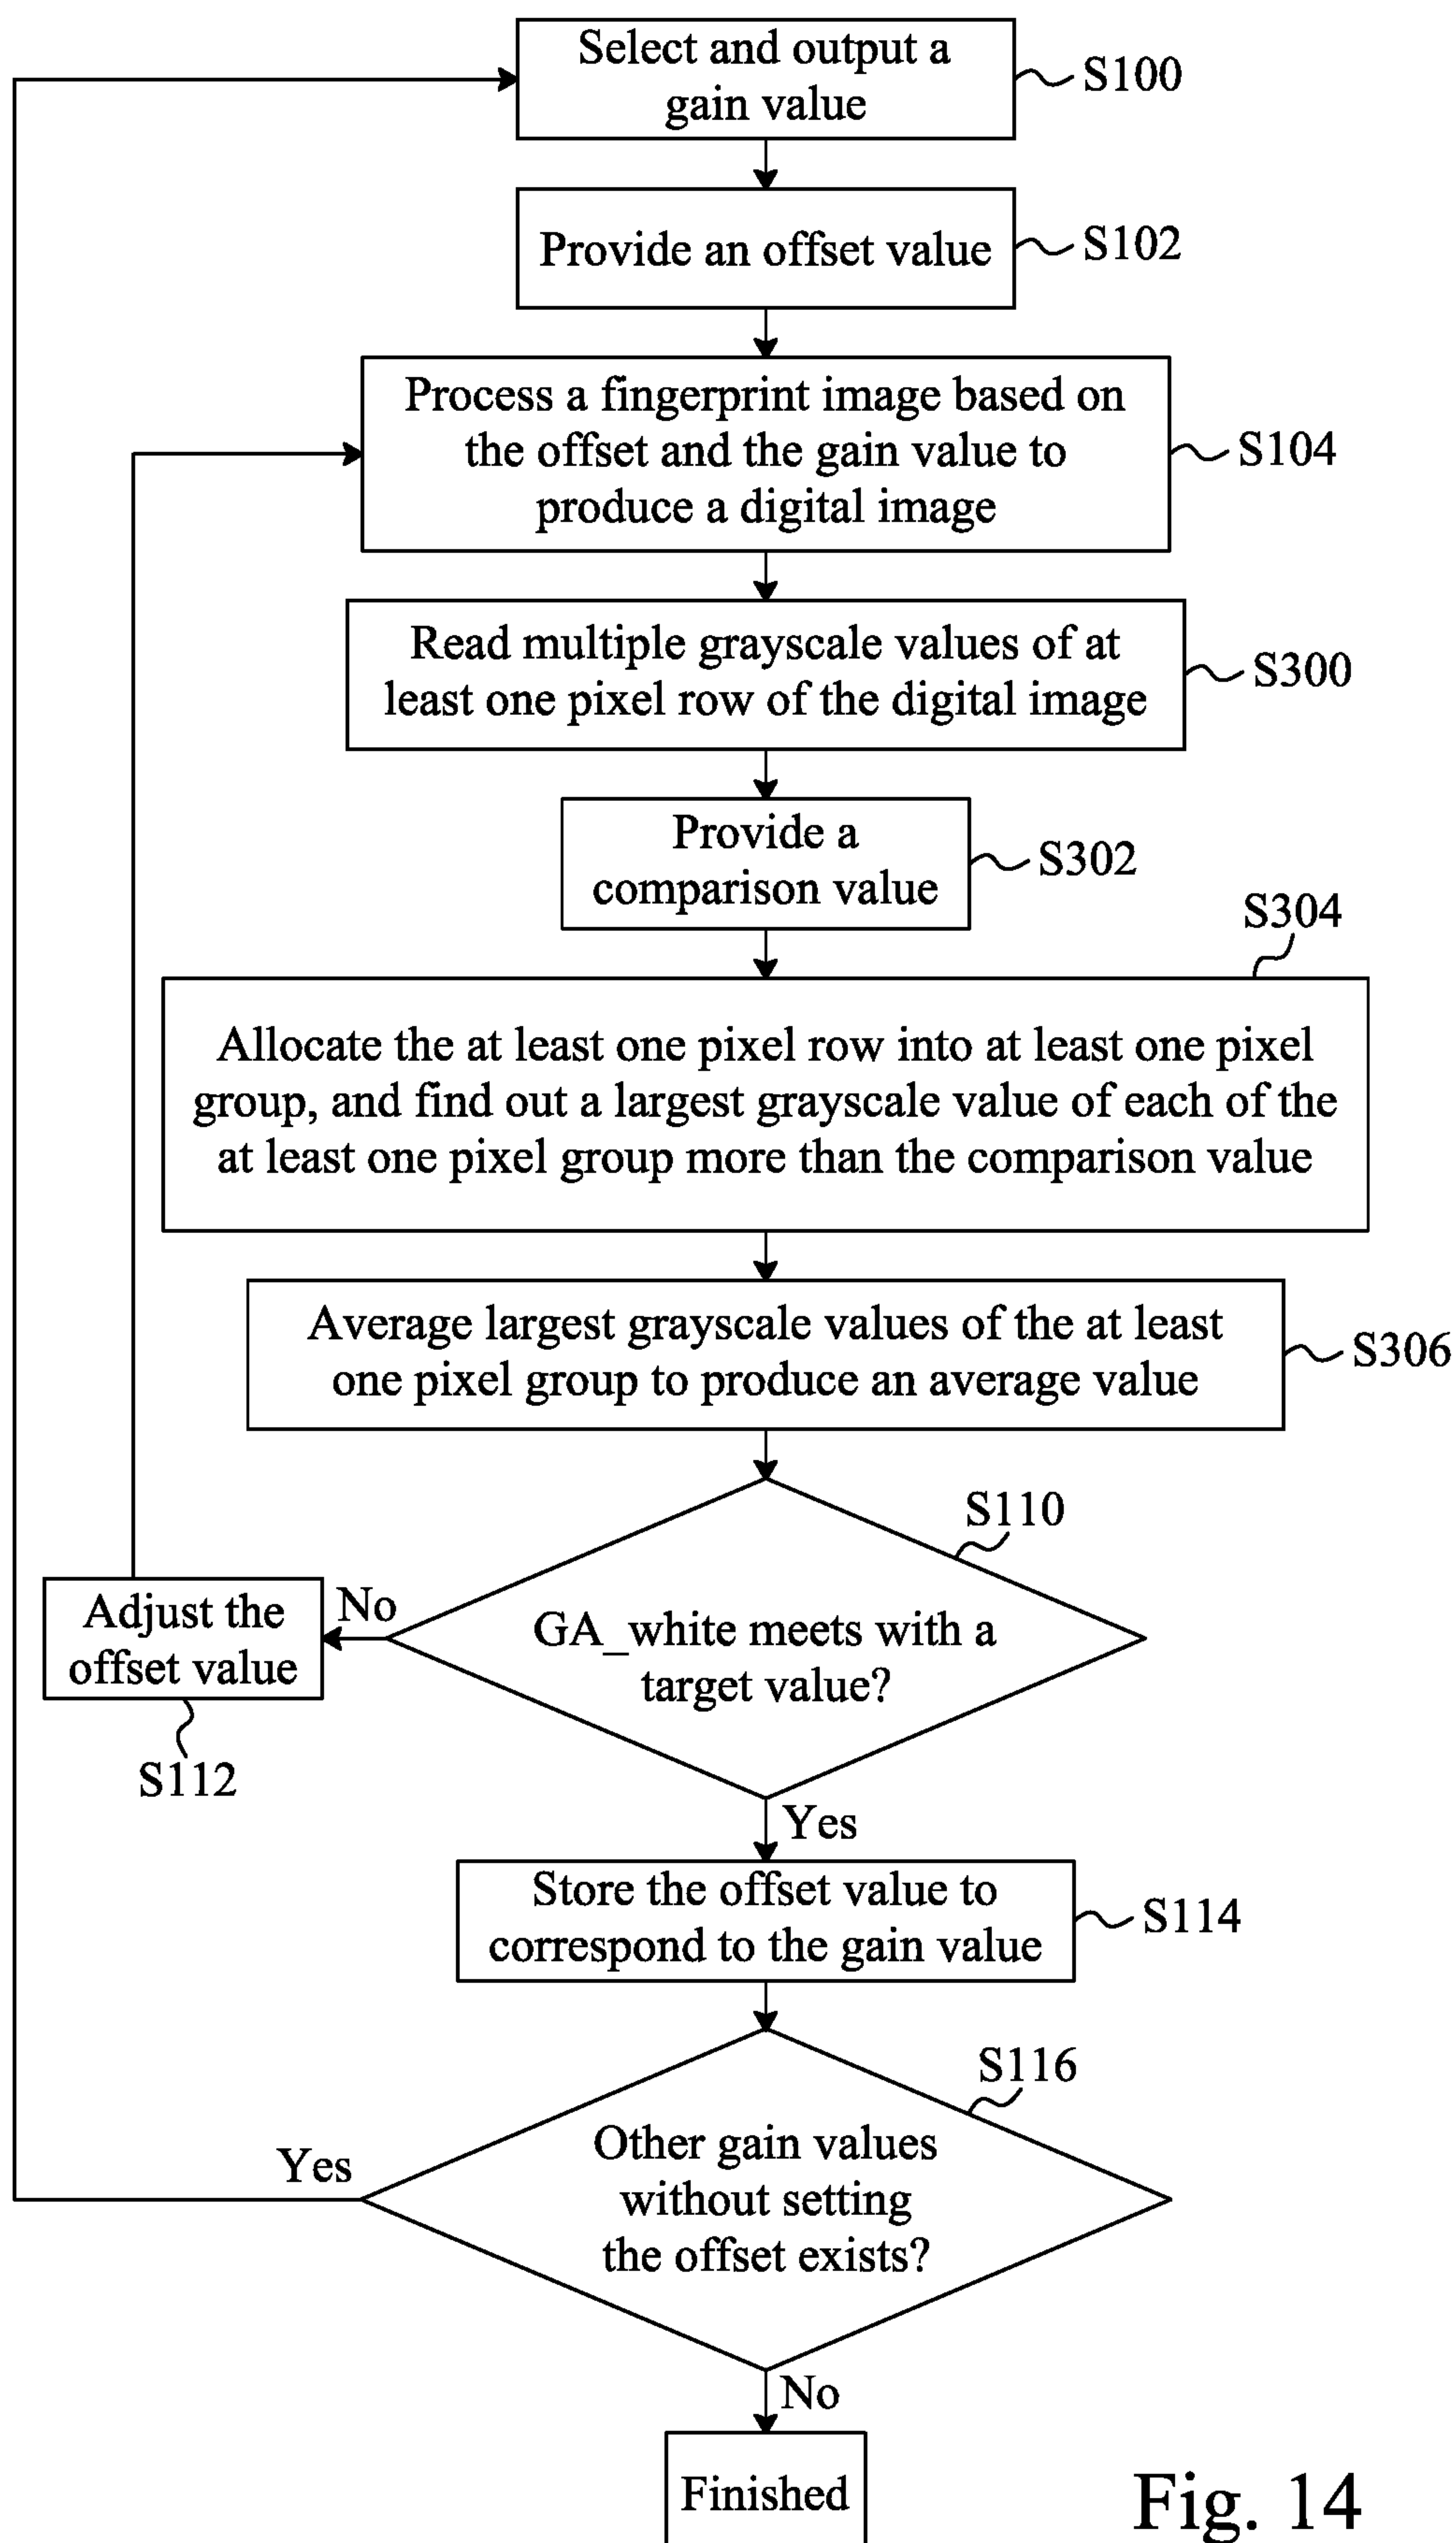 Select and output a
gain value
S100
Provide an offset value
S102
Process a fingerprint image based on
the offset and the gain value to
produce a digital image
S104
Read multiple grayscale values of at
least one pixel row of the digital image
S300
Provide a
comparison value
S302
S304
Allocate the at least one pixel row into at least one pixel
group, and find out a largest grayscale value of each of the
at least one pixel group more than the comparison value
Average largest grayscale values of the at least
one pixel group to produce an average value
S306
S110
GA_white meets with a
target value?
No
Adjust the
offset value
S112
Yes
Store the offset value to
correspond to the gain value
S114
S116
Other gain values
without setting
the offset exists?
Yes
No
Finished
Fig. 14